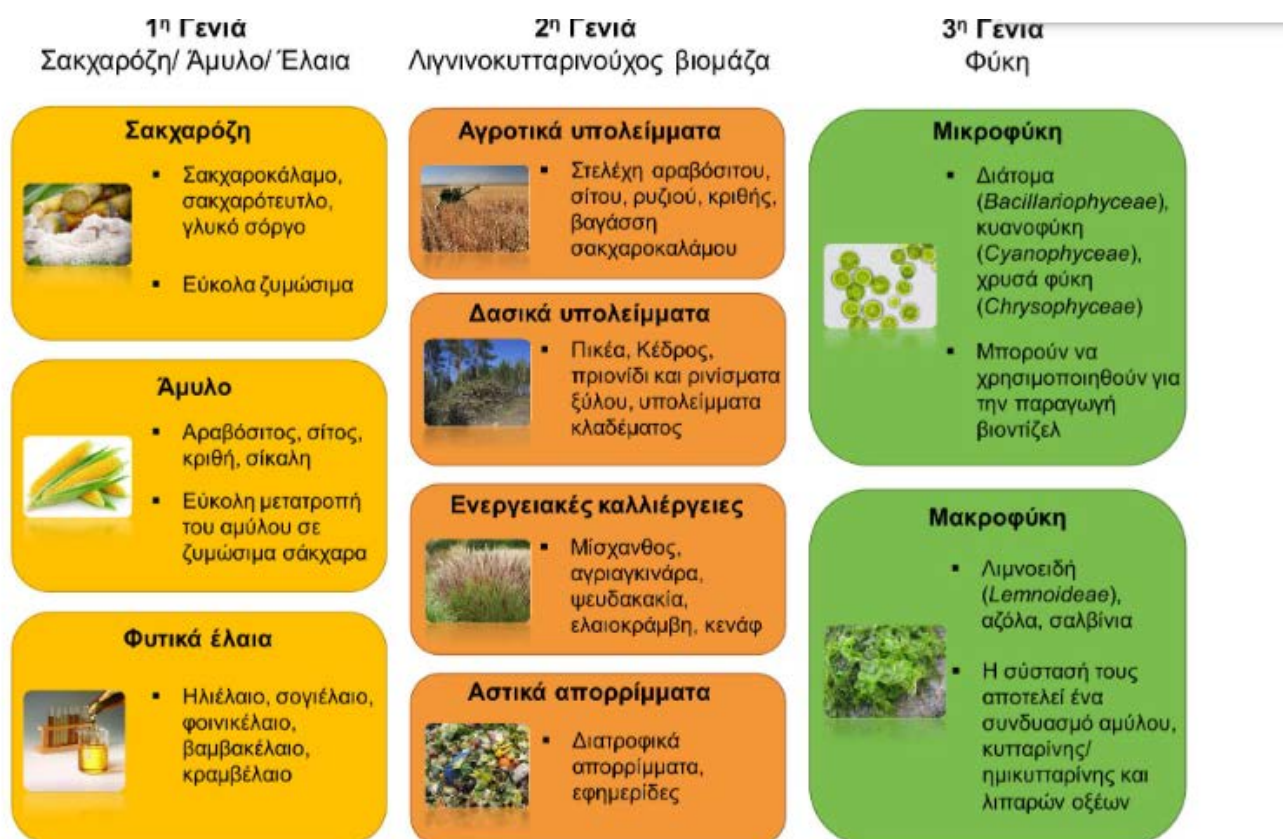 1η Γενιά
Σακχαρόζη/ Άμυλο/ Έλαια
Σακχαρόζη
▪ Σακχαροκάλαμο,
σακχαρότευτλο,
γλυκό σόργο
▪ Εύκολα ζυμώσιμα
Άμυλο
▪ Αραβόσιτος, σίτος,
κριθή, σίκαλη
▪ Εύκολη μετατροπή
του αμύλου σε
ζυμώσιμα σάκχαρα
Φυτικά έλαια
▪ Ηλιέλαιο, σογιέλαιο,
φοινικέλαιο,
βαμβακέλαιο,
κραμβέλαιο
2η Γενιά
Λιγνινοκυτταρινούχος βιομάζα
Αγροτικά υπολείμματα
▪ Στελέχη αραβόσιτου,
σίτου, ρυζιού, κριθής,
βαγάσση
σακχαροκαλάμου
Δασικά υπολείμματα
▪ Πικέα, Κέδρος,
πριονίδι και ρινίσματα
ξύλου, υπολείμματα
κλαδέματος
Ενεργειακές καλλιέργειες
▪ Μίσχανθος,
αγριαγκινάρα,
ψευδακακία,
ελαιοκράμβη, κενάφ
Αστικά απορρίμματα
▪ Διατροφικά
απορρίμματα,
εφημερίδες
3η Γενιά
Φύκη
Μικροφύκη
▪ Διάτομα
(Bacillariophyceae),
κυανοφύκη
(Cyanophyceae),
χρυσά φύκη
(Chrysophyceae)
▪ Μπορούν να
χρησιμοποιηθούν για
την παραγωγή
βιοντίζελ
Μακροφύκη
▪ Λιμνοειδή
(Lemnoideae),
αζόλα, σαλβίνια
▪ Η σύστασή τους
αποτελεί ένα
συνδυασμό αμύλου,
κυτταρίνης/
ημικυτταρίνης και
λιπαρών οξέων